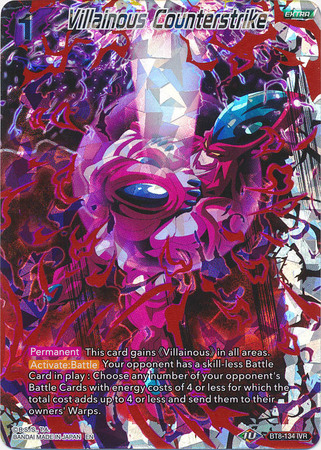 Villainous Counterstrike
EXTRA
1
Permanent This card gains《Villainous》in all areas.
Activate:Battle Your opponent has a skill-less Battle
Card in play : Choose any number of your opponent's
Battle Cards with energy costs of 4 or less for which the
total cost adds up to 4 or less and send them to their
owners' Warps.
BANDAI MADE IN JAPAN EN
BT8-134 IVR